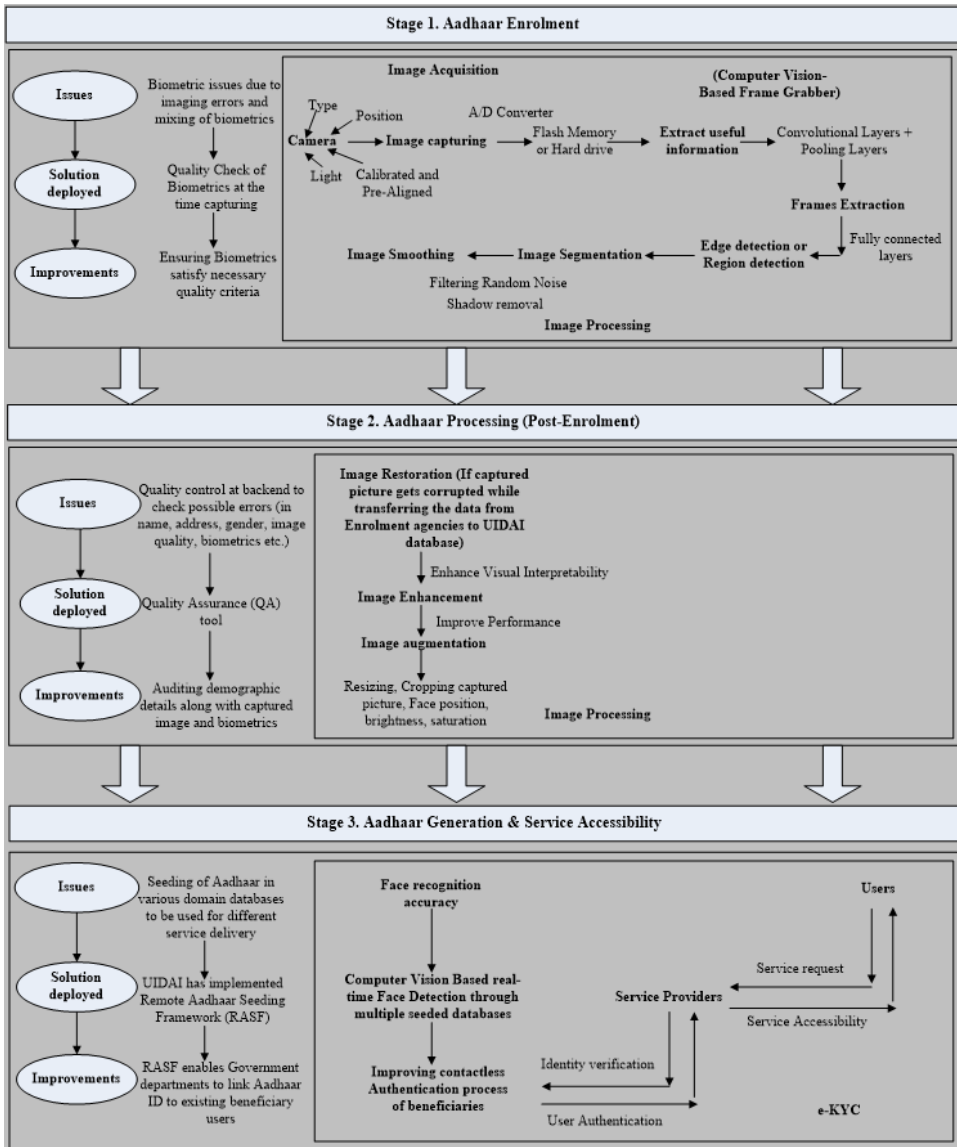 Stage 1. Aadhaar Enrolment
Issues
Solution
deployed
Improvements
Biometric issues due to
imaging errors and
mixing of biometrics
Quality Check of
Biometrics at the
time capturing
Ensuring Biometrics
satisfy necessary
quality criteria
Image Acquisition
(Computer Vision-
Based Frame Grabber)
Type
Position
Camera
Light
Calibrated and
Pre-Aligned
Image capturing
A/D Converter
Flash Memory
or Hard drive
Extract useful
information
Convolutional Layers +
Pooling Layers
Frames Extraction
Fully connected
layers
Edge detection or
Region detection
Image Segmentation
Image Smoothing
Filtering Random Noise
Shadow removal
Image Processing
Stage 2. Aadhaar Processing (Post-Enrolment)
Issues
Solution
deployed
Improvements
Quality control at backend to
check possible errors (in
name, address, gender, image
quality, biometrics etc.)
Quality Assurance (QA)
tool
Auditing demographic
details along with captured
image and biometrics
Image Restoration (If captured
picture gets corrupted while
transferring the data from
Enrolment agencies to UIDAI
database)
Enhance Visual Interpretability
Image Enhancement
Improve Performance
Image augmentation
Resizing, Cropping captured
picture, Face position,
brightness, saturation
Image Processing
Stage 3. Aadhaar Generation & Service Accessibility
Issues
Solution
deployed
Improvements
Seeding of Aadhaar in
various domain databases
to be used for different
service delivery
UIDAI has implemented
Remote Aadhaar Seeding
Framework (RASF)
RASF enables Government
departments to link Aadhaar
ID to existing beneficiary
users
Face recognition
accuracy
Computer Vision Based real-
time Face Detection through
multiple seeded databases
Improving contactless
Authentication process
of beneficiaries
Users
Service request
Service Providers
Service Accessibility
Identity verification
User Authentication
e-KYC